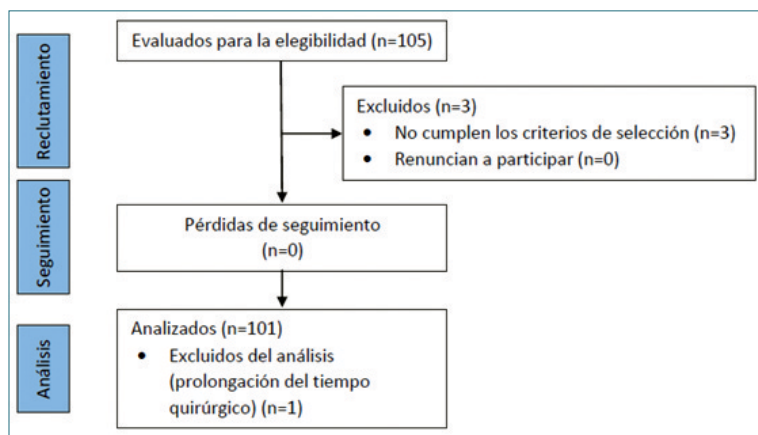 Reclutamiento
Evaluados para la elegibilidad (n=105)
Excluidos (n=3)
• No cumplen los criterios de selección (n=3)
• Renuncian a participar (n=0)
Seguimiento
Pérdidas de seguimiento
(n=0)
Análisis
Analizados (n=101)
• Excluidos del análisis
(prolongación del tiempo
quirúrgico) (n=1)